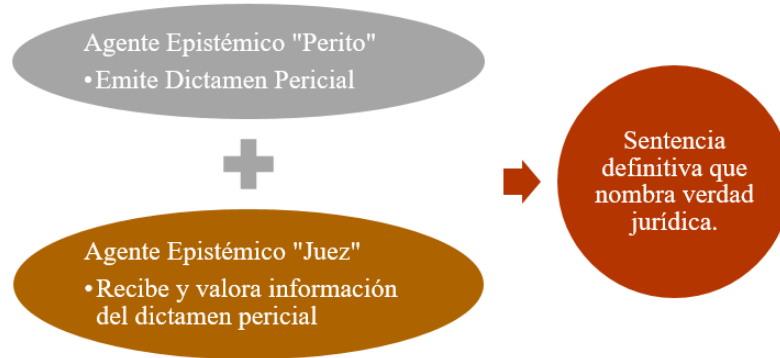 Agente Epistémico "Perito"
•Emite Dictamen Pericial
Agente Epistémico "Juez"
•Recibe y valora información
del dictamen pericial
Sentencia
definitiva que
nombra verdad
jurídica.